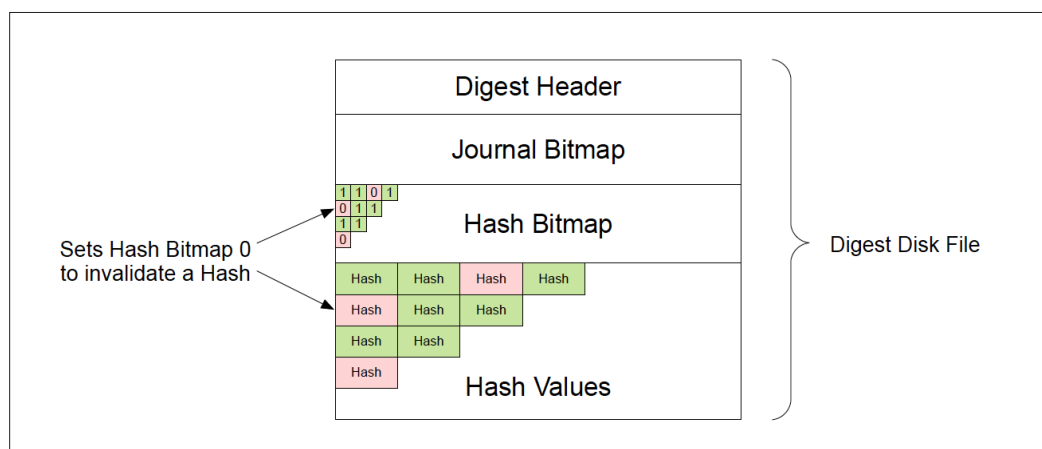 Digest Header
Journal Bitmap
1 1 0 1
0 1 1
1 1
0
Hash Bitmap
Sets Hash Bitmap 0
to invalidate a Hash
Digest Disk File
Hash Hash Hash Hash
Hash Hash Hash
Hash Hash
Hash
Hash Values